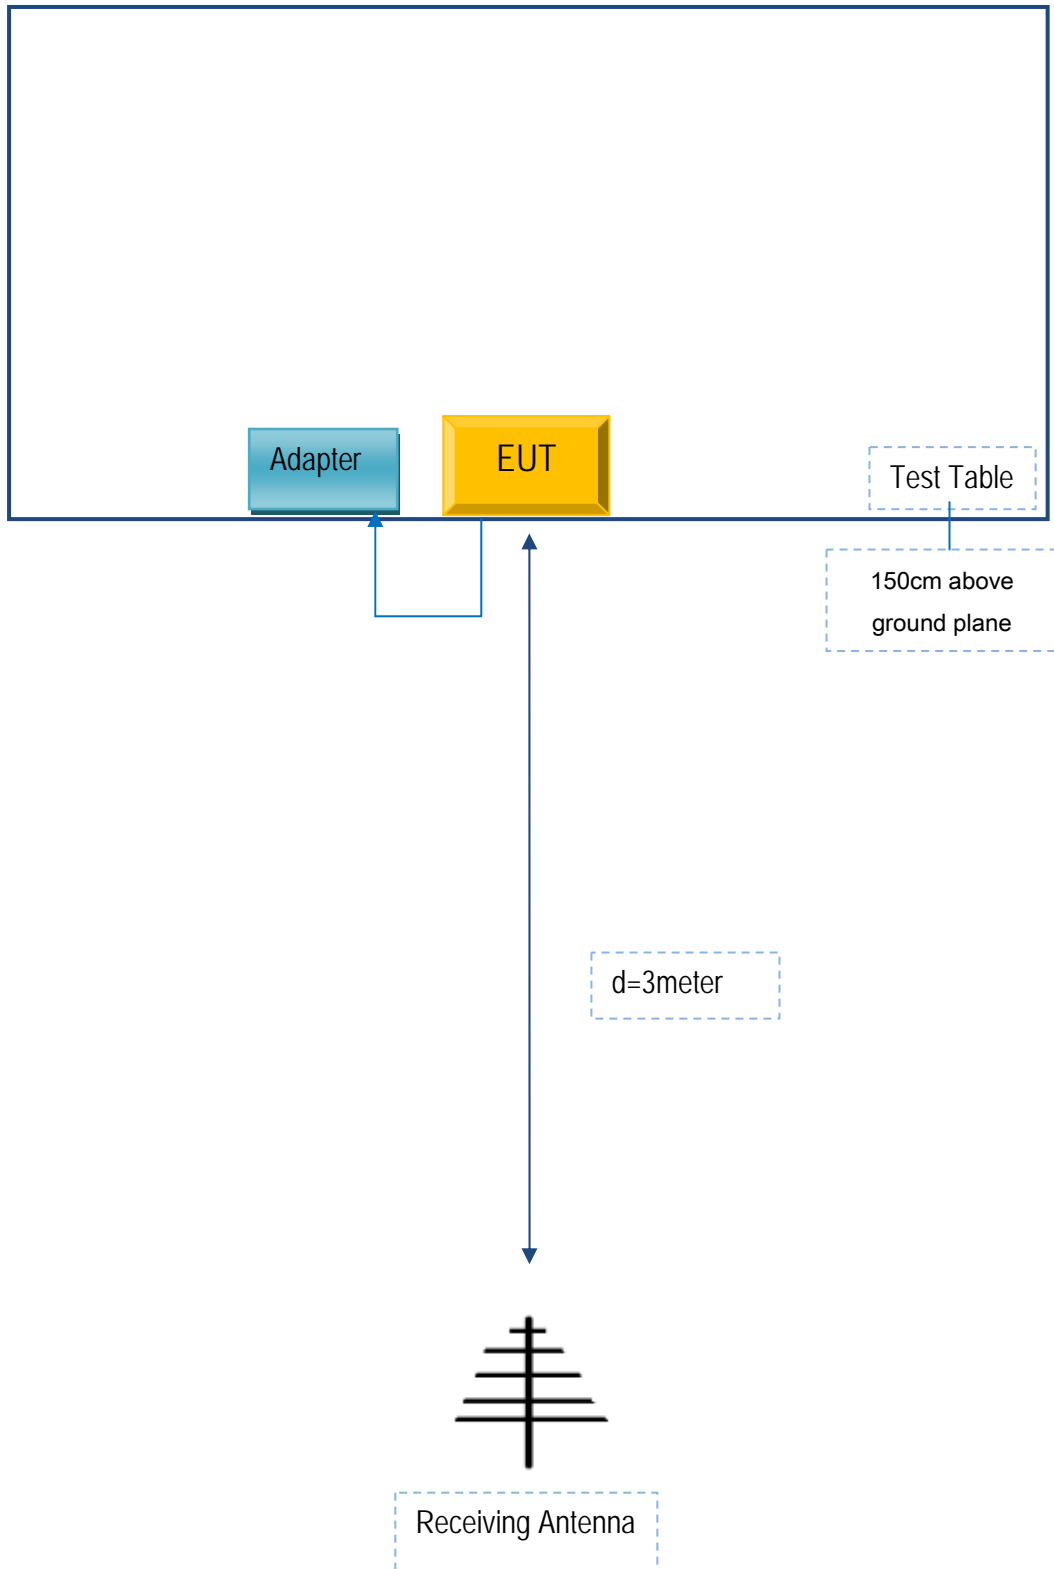 Adapter
EUT
Test Table
150cm above
ground plane
d=3meter
Receiving Antenna